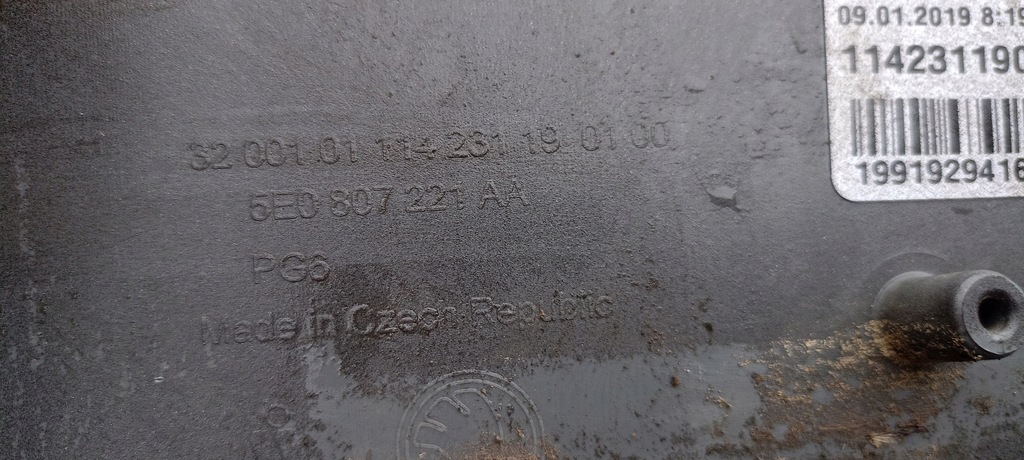 09.01.2019 8:19
1142311190
1991929416
32 001 01 114 231 19 01 00
5E0 807 221 AA
PG6
Made in Czech Republic